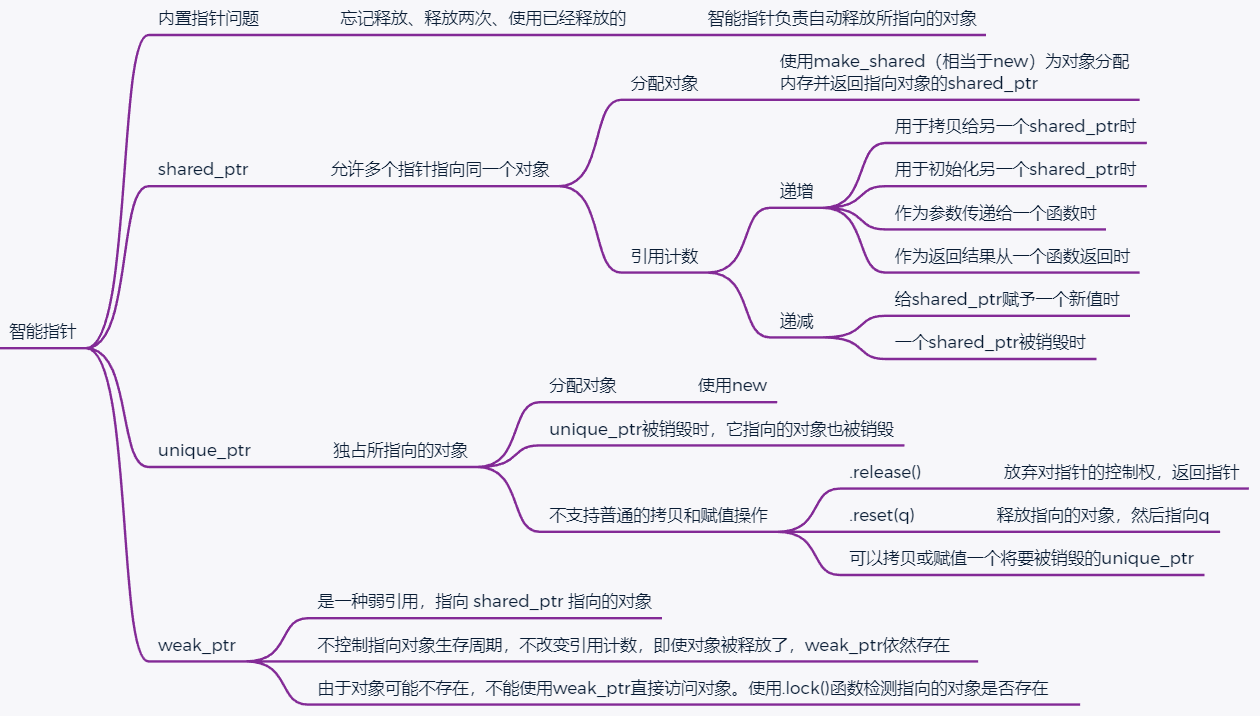 内置指针问题
忘记释放、释放两次、使用已经释放的
智能指针负责自动释放所指向的对象
智能指针
shared_ptr
允许多个指针指向同一个对象
分配对象
使用make_shared（相当于new）为对象分配
内存并返回指向对象的shared_ptr
引用计数
递增
用于拷贝给另一个shared_ptr时
用于初始化另一个shared_ptr时
作为参数传递给一个函数时
作为返回结果从一个函数返回时
递减
给shared_ptr赋予一个新值时
一个shared_ptr被销毁时
unique_ptr
独占所指向的对象
分配对象
使用new
unique_ptr被销毁时，它指向的对象也被销毁
不支持普通的拷贝和赋值操作
.release()
放弃对指针的控制权，返回指针
.reset(q)
释放指向的对象，然后指向q
可以拷贝或赋值一个将要被销毁的unique_ptr
weak_ptr
是一种弱引用，指向 shared_ptr 指向的对象
不控制指向对象生存周期，不改变引用计数，即使对象被释放了，weak_ptr依然存在
由于对象可能不存在，不能使用weak_ptr直接访问对象。使用.lock()函数检测指向的对象是否存在